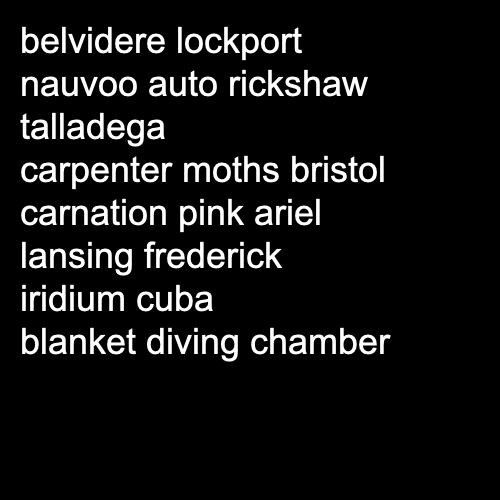 belvidere lockport
nauvoo auto rickshaw
talladega
carpenter moths bristol
carnation pink ariel
lansing frederick
iridium cuba
blanket diving chamber